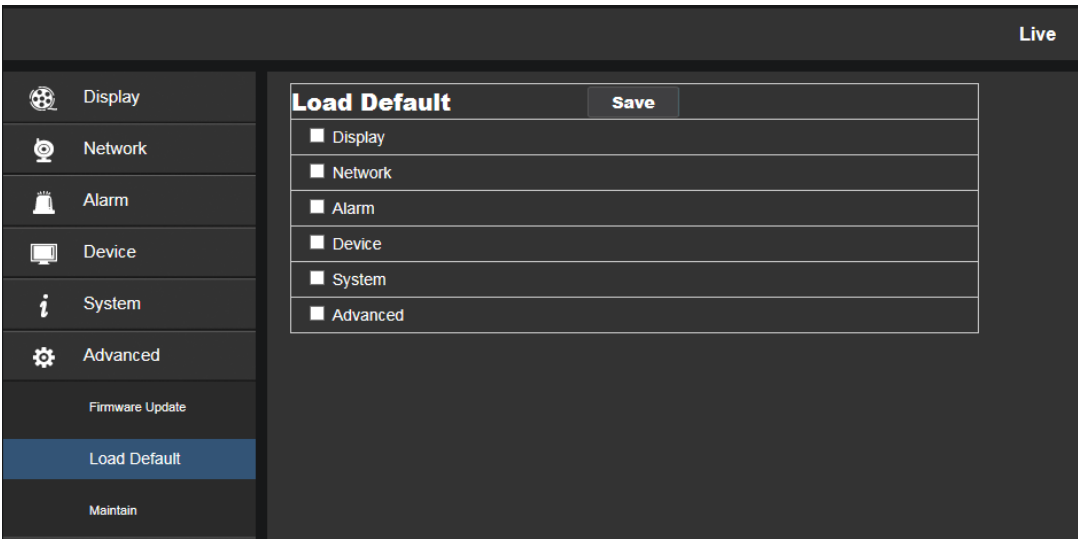 Live
Display
Network
Alarm
Device
System
Advanced
Firmware Update
Load Default
Maintain
Load Default Save
Display
Network
Alarm
Device
System
Advanced